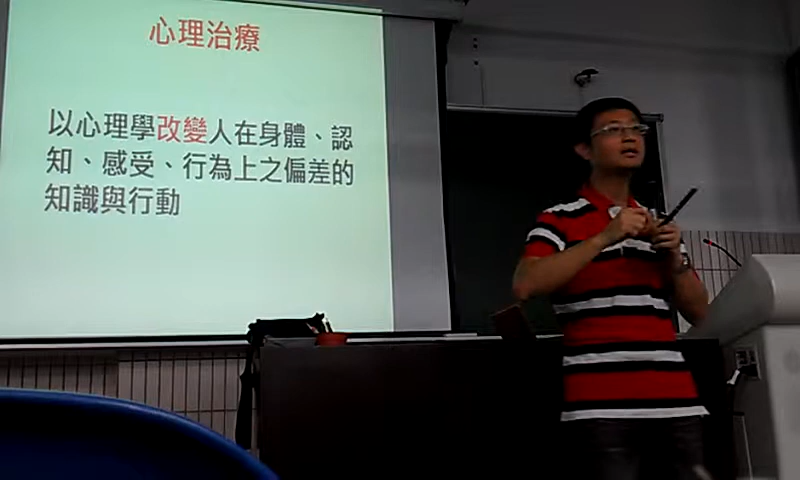 心理治療
以心理學改變人在身體、認
知、感受、行為上之偏差的
知識與行動